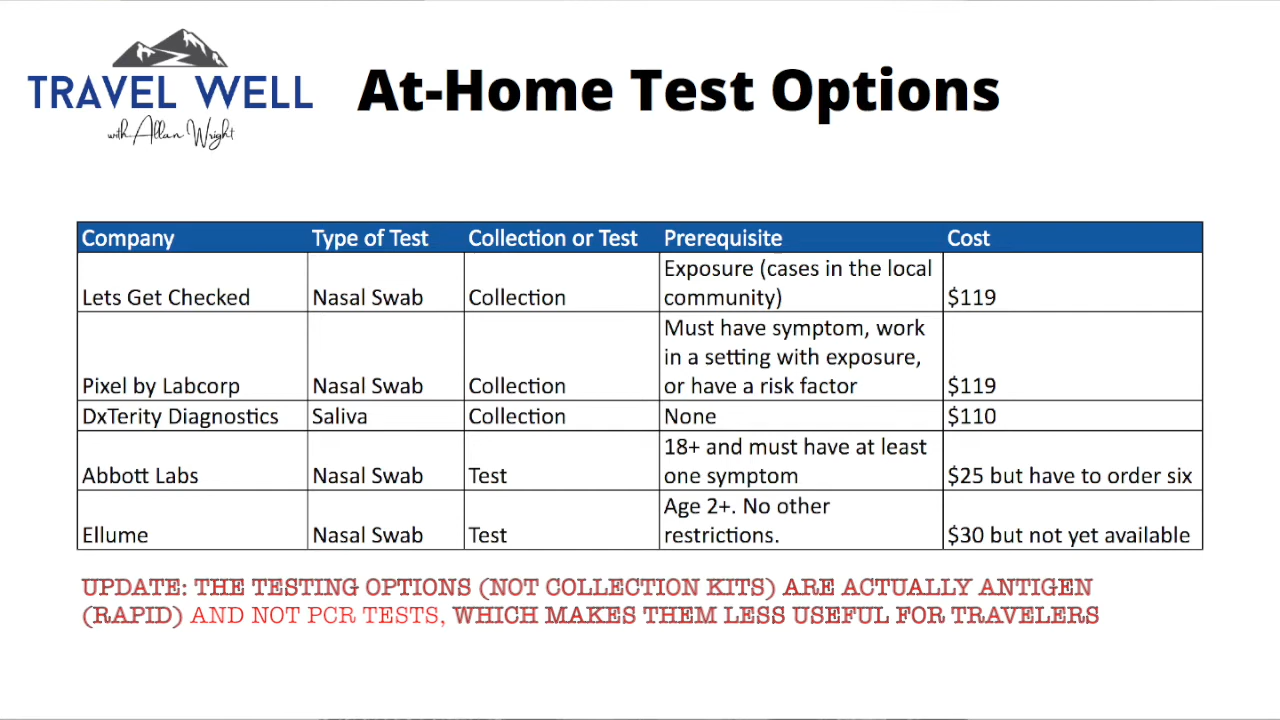 TRAVEL WELL
with Allan Wright
At-Home Test Options
Company Type of Test Collection or Test Prerequisite Cost
Exposure (cases in the local
Lets Get Checked Nasal Swab Collection community) $119
Must have symptom, work
in a setting with exposure,
Pixel by Labcorp Nasal Swab Collection or have a risk factor $119
DxTerity Diagnostics Saliva Collection None $110
18+ and must have at least
Abbott Labs Nasal Swab Test one symptom $25 but have to order six
Age 2+. No other
Ellume Nasal Swab Test restrictions. $30 but not yet available
UPDATE: THE TESTING OPTIONS (NOT COLLECTION KITS) ARE ACTUALLY ANTIGEN
(RAPID) AND NOT PCR TESTS, WHICH MAKES THEM LESS USEFUL FOR TRAVELERS